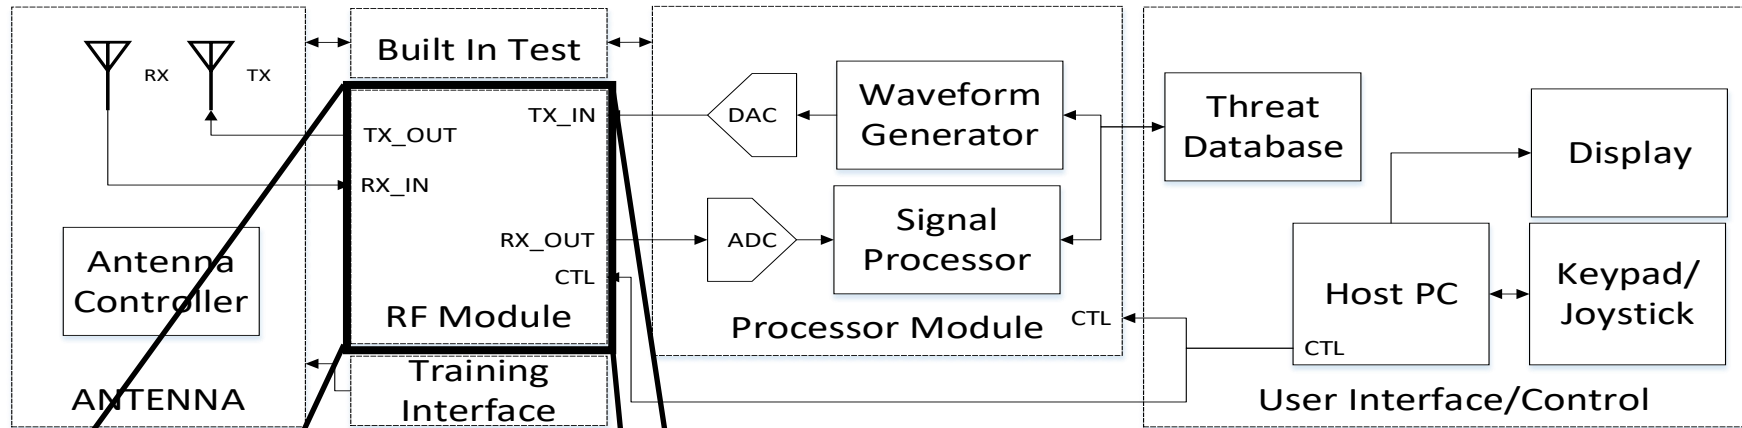 RX
TX
Antenna
Controller
ANTENNA
Built In Test
TX_IN
TX_OUT
RX_IN
RX_OUT
CTL
RF Module
Training
Interface
DAC
Waveform
Generator
ADC
Signal
Processor
Processor Module
CTL
Threat
Database
Display
Host PC
CTL
Keypad/
Joystick
User Interface/Control